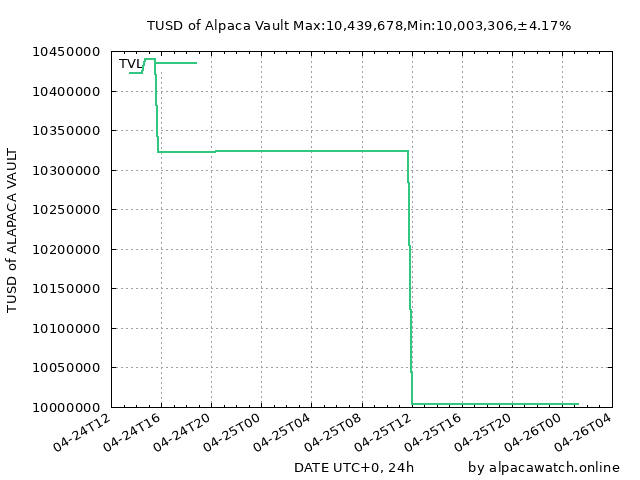 TUSD of Alpaca Vault Max:10,439,678,Min:10,003,306,±4.17%
TUSD of ALAPACA VAULT
10450000
10400000
10350000
10300000
10250000
10200000
10150000
10100000
10050000
10000000
TVL
04-24T12
04-24T16
04-24T20
04-25T00
04-25T04
04-25T08
04-25T12
04-25T16
04-25T20
04-26T00
04-26T04
DATE UTC+0, 24h
by alpacawatch.online